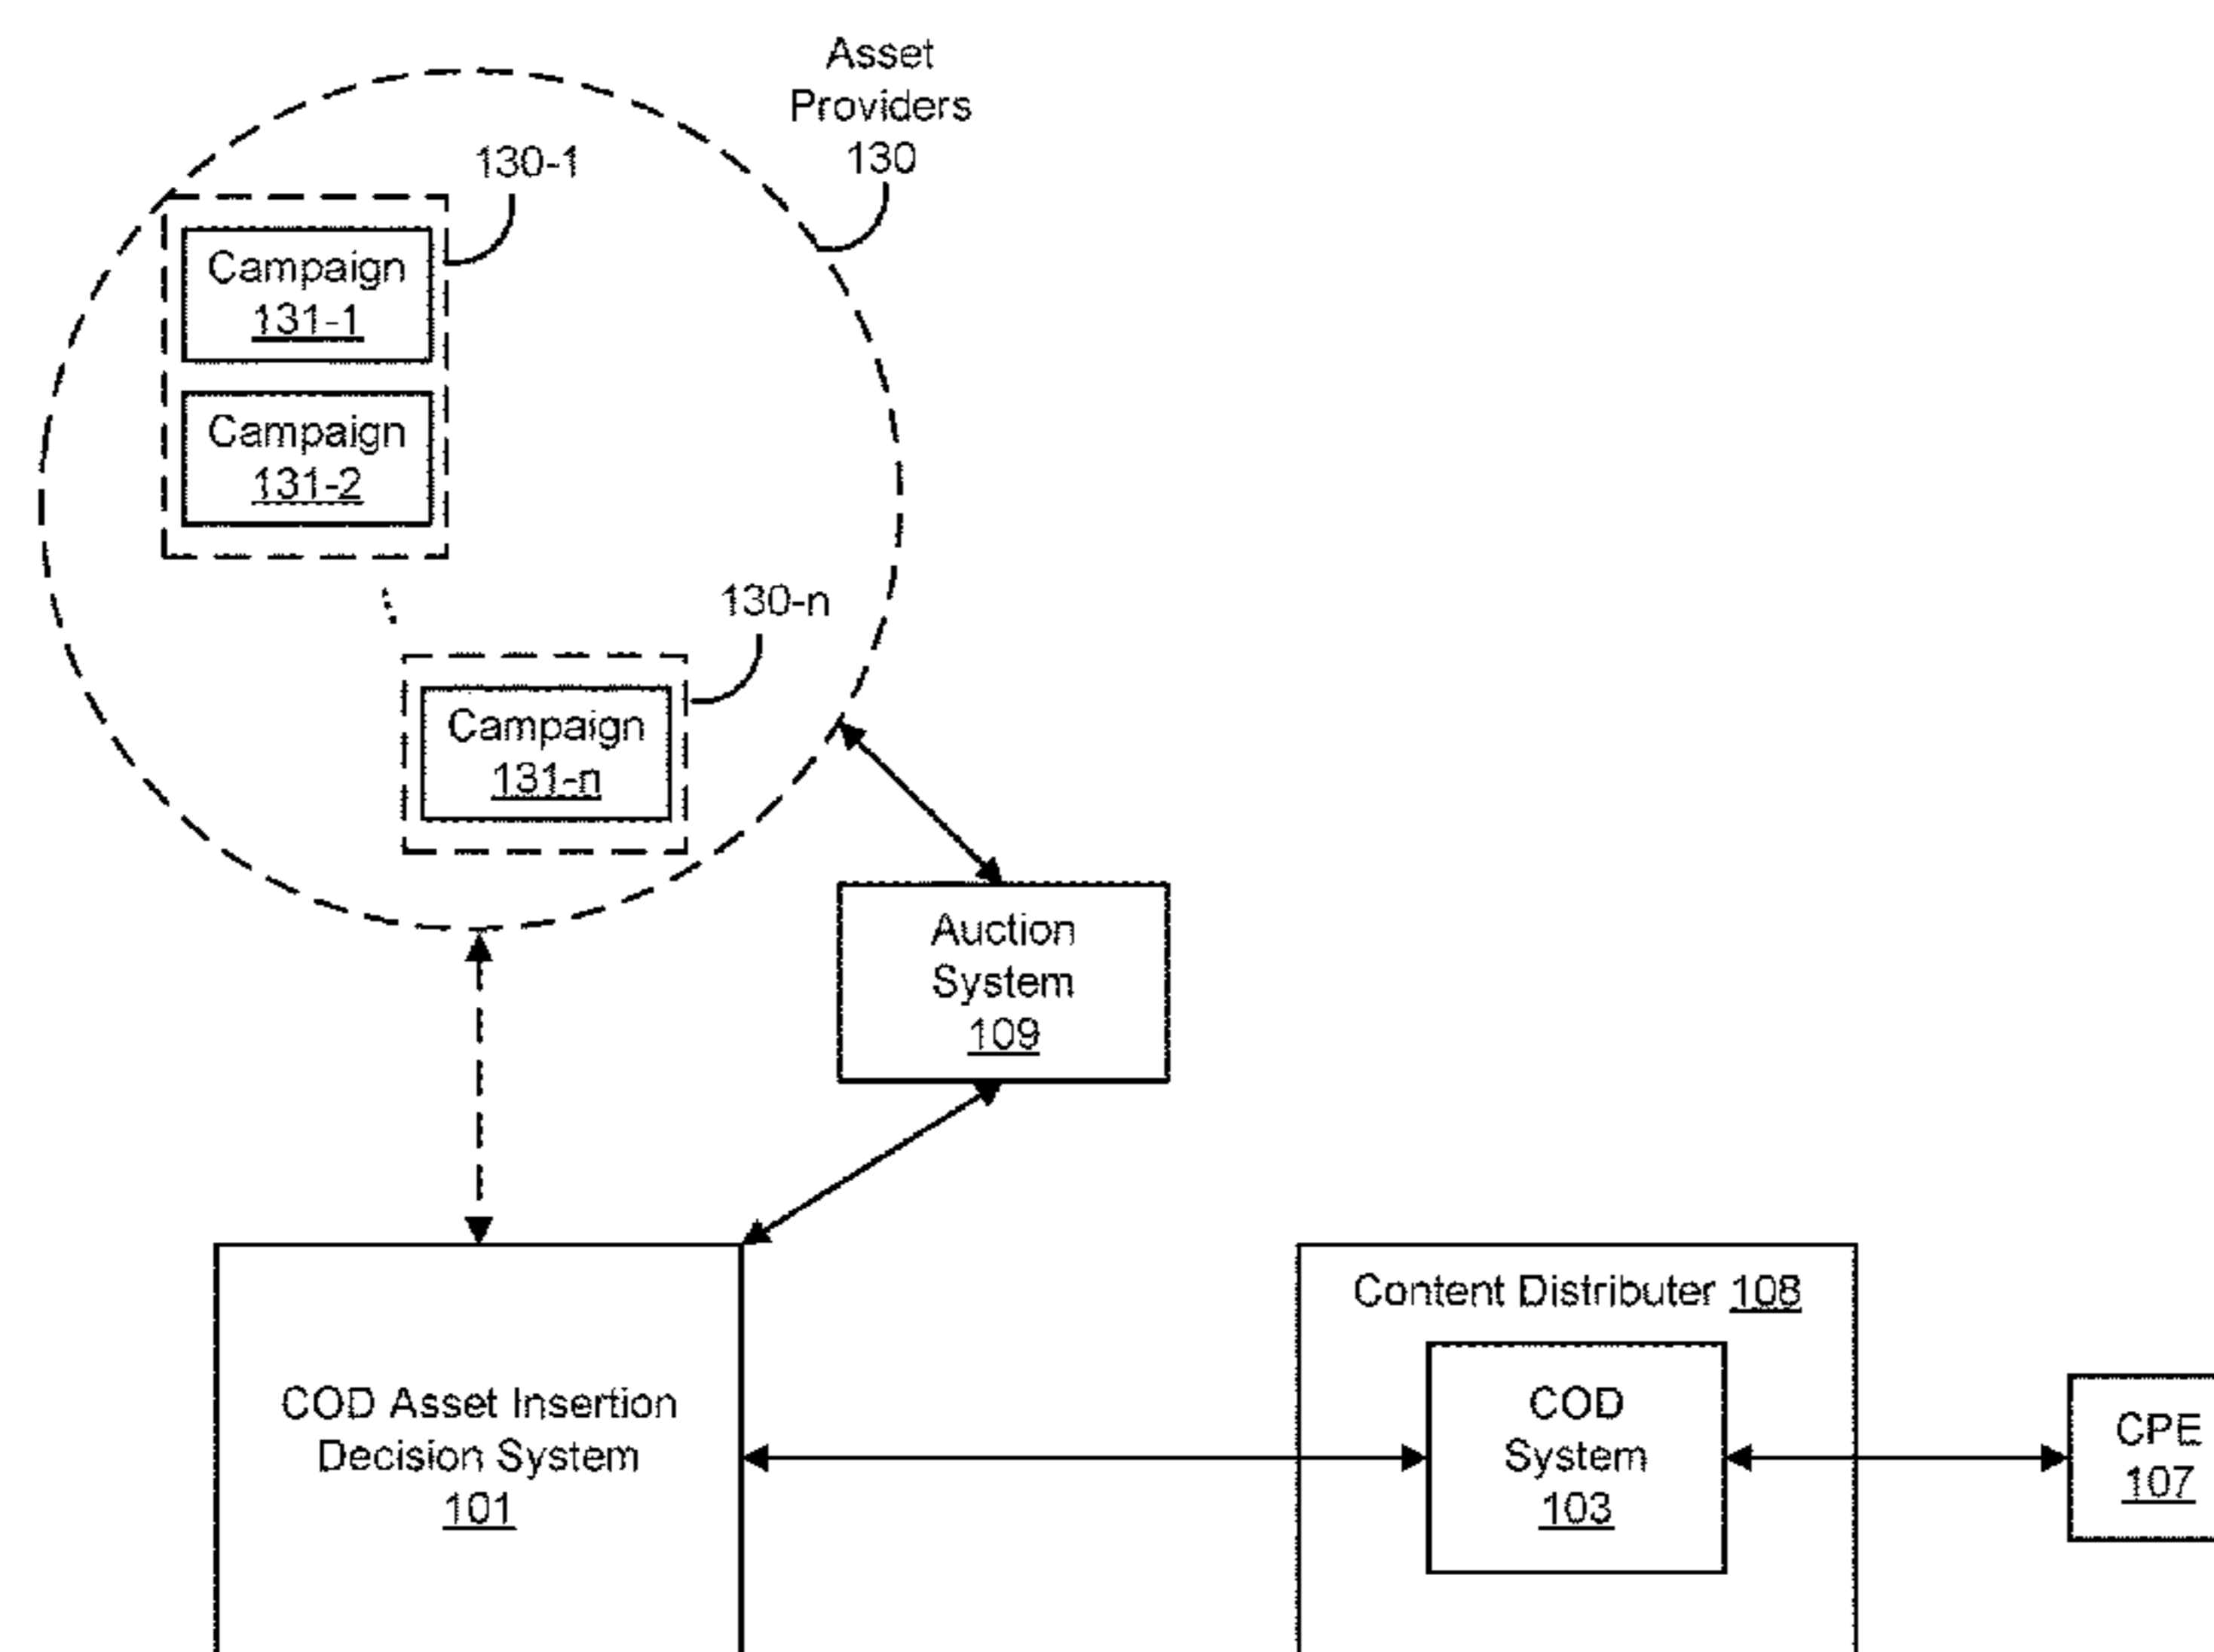 Asset
Providers
130
130-1
Campaign
131-1
Campaign
131-2
130-n
Campaign
131-n
Auction
System
109
Content Distributer 108
COD Asset Insertion
Decision System
101
COD
System
103
CPE
107